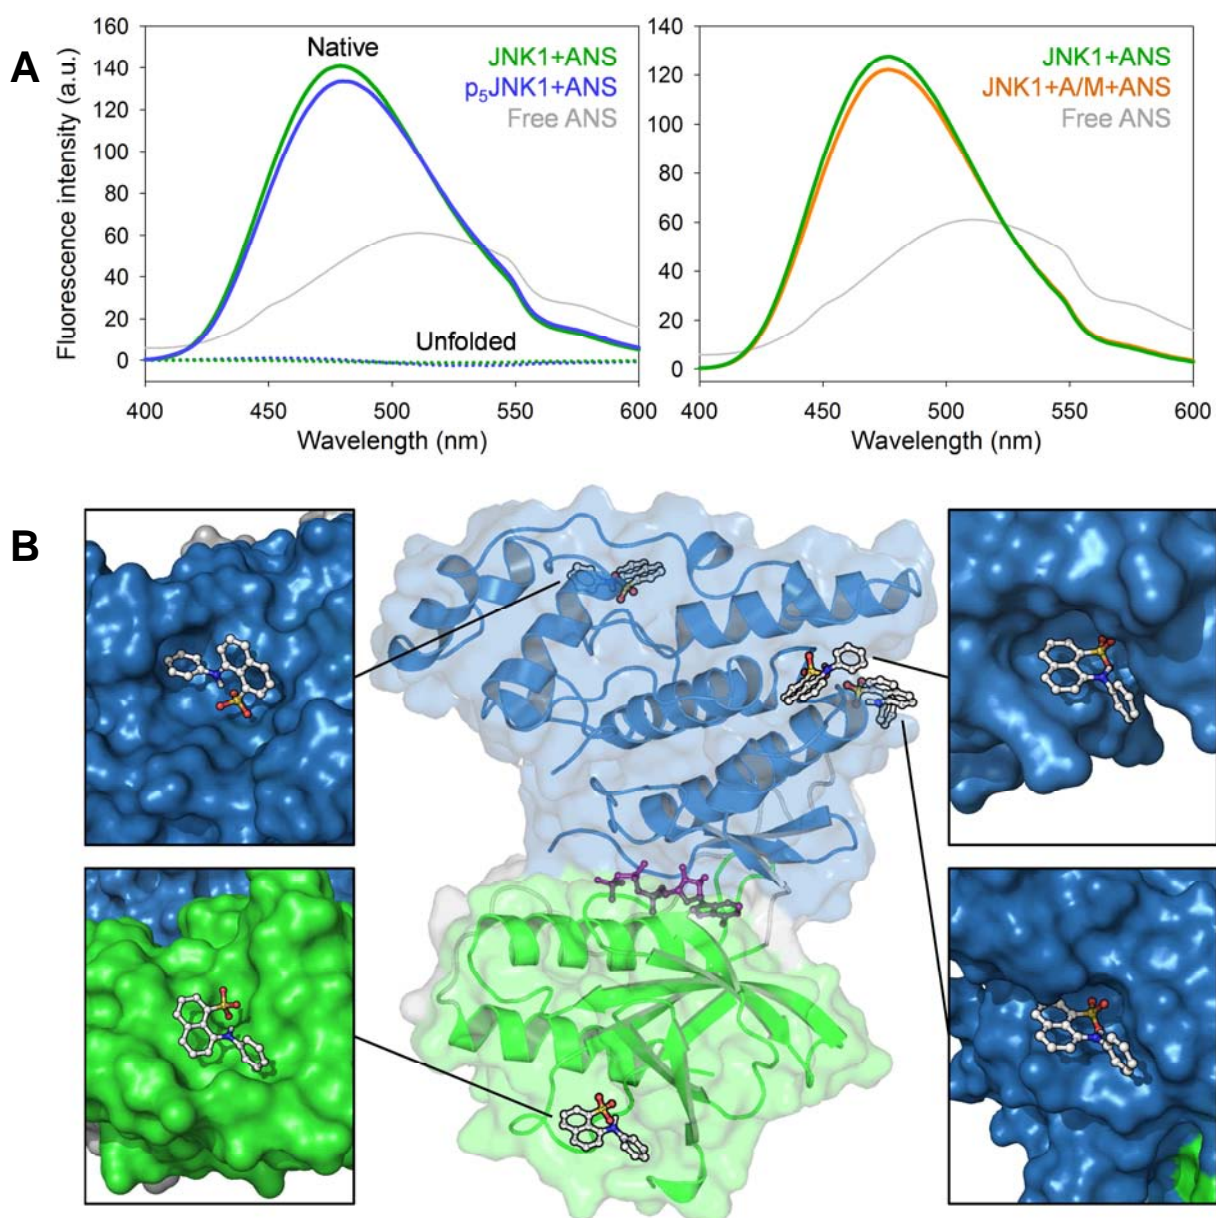 A
Fluorescence intensity (a.u.)
160
140
120
100
80
60
40
20
0
Native
JNK1+ANS
p₅JNK1+ANS
Free ANS
Unfolded
400
450
500
550
600
Wavelength (nm)
140
120
100
80
60
40
20
0
JNK1+ANS
JNK1+A/M+ANS
Free ANS
400
450
500
550
600
Wavelength (nm)
B